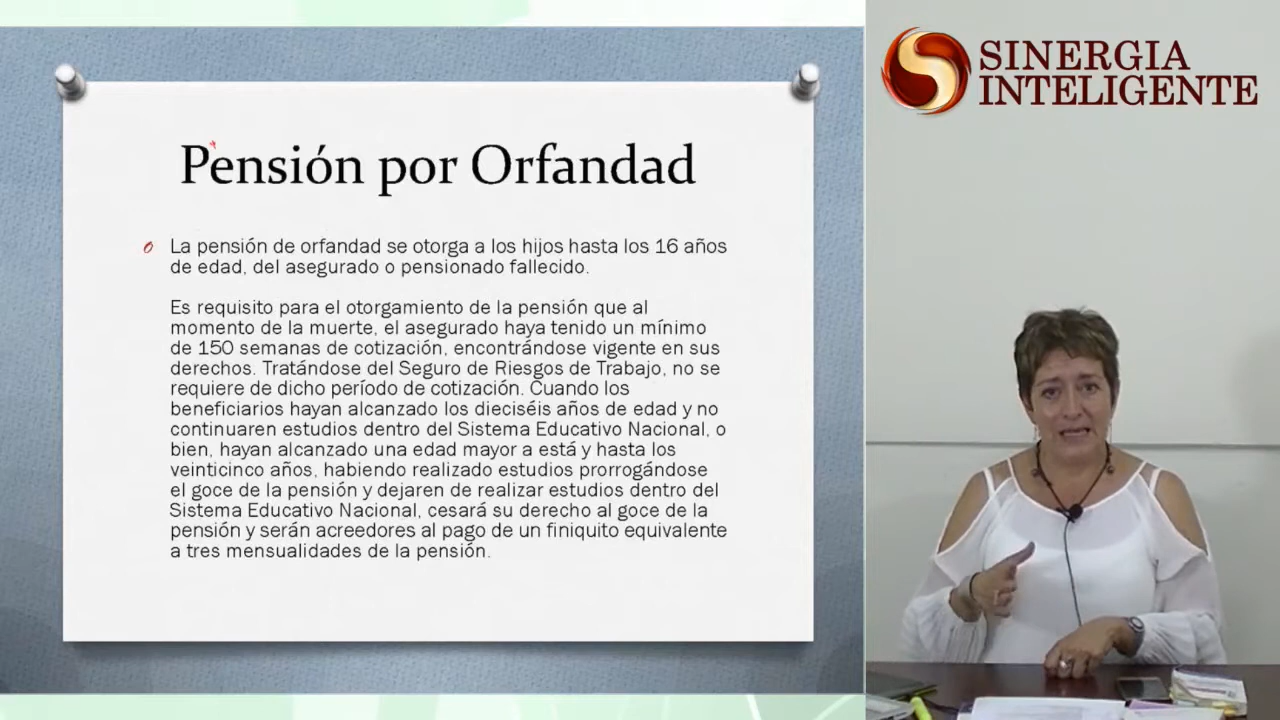 Pensión por Orfandad
La pensión de orfandad se otorga a los hijos hasta los 16 años
de edad, del asegurado o pensionado fallecido.
Es requisito para el otorgamiento de la pensión que al
momento de la muerte, el asegurado haya tenido un mínimo
de 150 semanas de cotización, encontrándose vigente en sus
derechos. Tratándose del Seguro de Riesgos de Trabajo, no se
requiere de dicho período de cotización. Cuando los
beneficiarios hayan alcanzado los dieciséis años de edad y no
continuaren estudios dentro del Sistema Educativo Nacional, o
bien, hayan alcanzado una edad mayor a está y hasta los
veinticinco años, habiendo realizado estudios prorrogándose
el goce de la pensión y dejaren de realizar estudios dentro del
Sistema Educativo Nacional, cesará su derecho al goce de la
pensión y serán acreedores al pago de un finiquito equivalente
a tres mensualidades de la pensión.
SINERGIA
INTELIGENTE